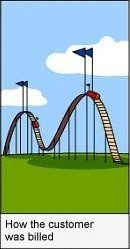 How the customer
was billed